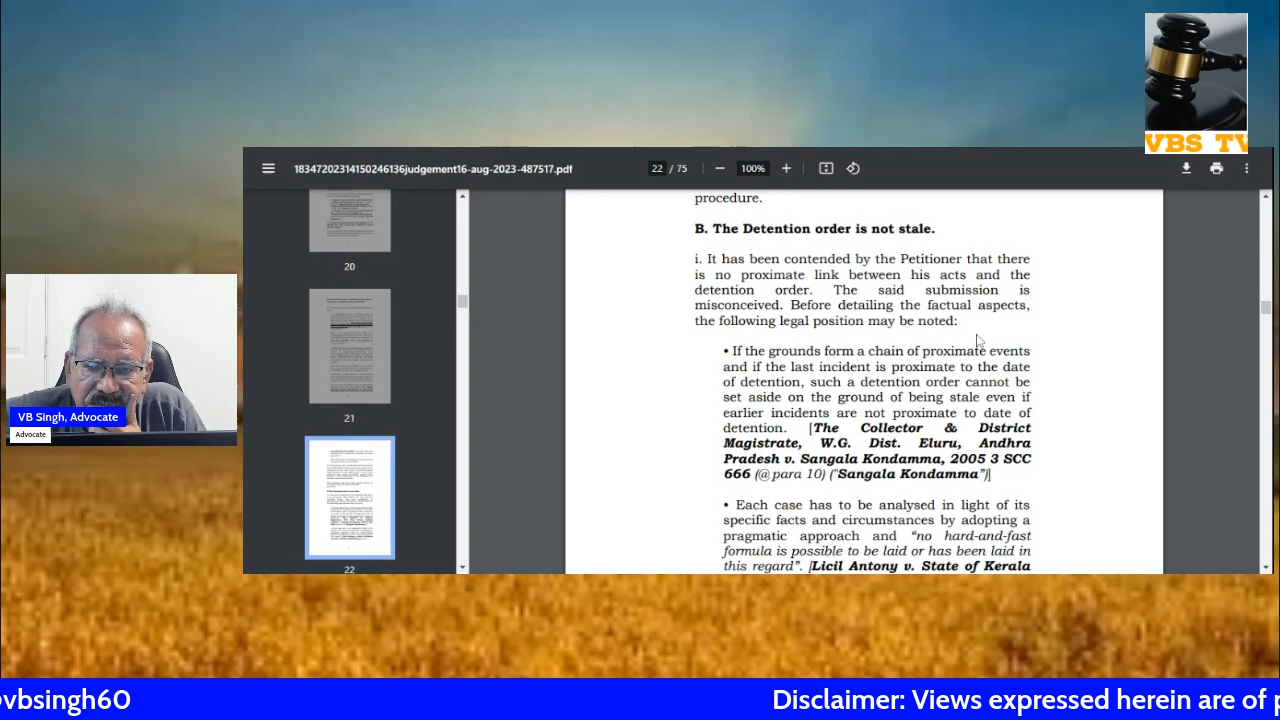 VBS TV
18347202314150246136judgement16-aug-2023-487517.pdf
22 / 75
100%
procedure.
B. The Detention order is not stale.
i. It has been contended by the Petitioner that there
is no proximate link between his acts and the
detention order. The said submission is
misconceived. Before detailing the factual aspects,
the following legal position may be noted:
• If the grounds form a chain of proximate events
and if the last incident is proximate to the date
of detention, such a detention order cannot be
set aside on the ground of being stale even if
earlier incidents are not proximate to date of
detention. [The Collector & District
Magistrate, W.G. Dist. Eluru, Andhra
Pradesh v. Sangala Kondamma, 2005 3 SCC
666 (@para 10) ("Sangala Kondamma")]
• Each case has to be analysed in light of its
specific facts and circumstances by adopting a
pragmatic approach and "no hard-and-fast
formula is possible to be laid or has been laid in
this regard". [Licil Antony v. State of Kerala
20
21
22
VB Singh, Advocate
Advocate
vbsingh60
Disclaimer: Views expressed herein are of p